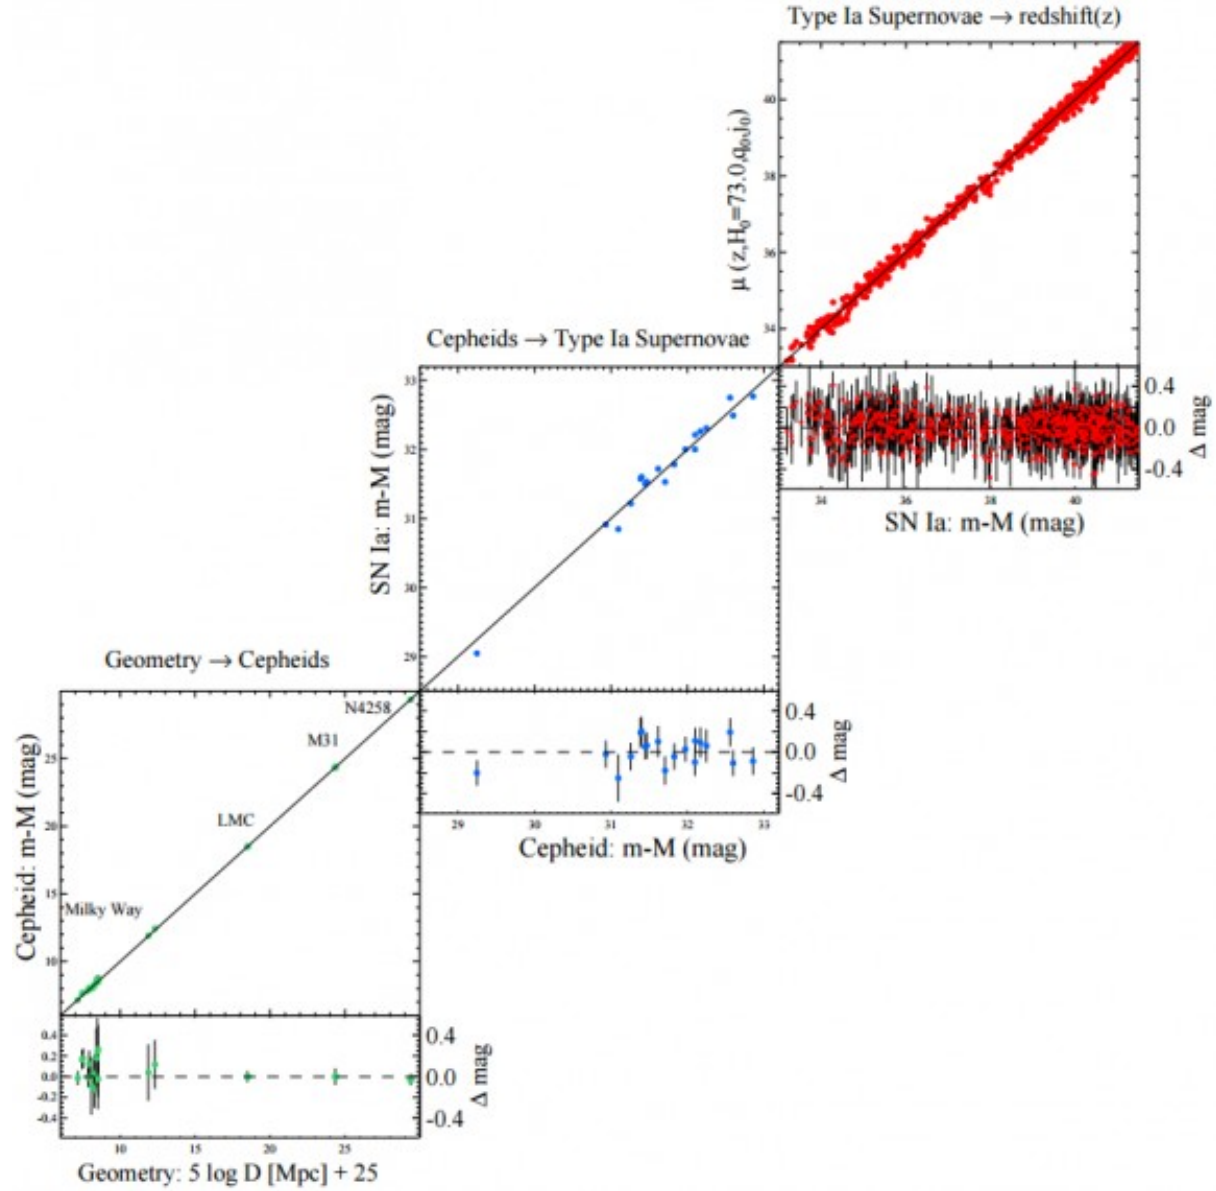 Type Ia Supernovae → redshift(z)
40
38
36
34
μ (z,H₀=73.0,q₀,j₀)
0.4
0.0
-0.4
Δ mag
34 36 38 40
SN Ia: m-M (mag)
Cepheids → Type Ia Supernovae
33
32
31
30
29
SN Ia: m-M (mag)
0.4
0.0
-0.4
Δ mag
29 30 31 32 33
Cepheid: m-M (mag)
Geometry → Cepheids
N4258
M31
LMC
Milky Way
25
20
15
10
Cepheid: m-M (mag)
0.4 0.4
0.2
0.0 0.0
-0.2
-0.4 -0.4
Δ mag
10 15 20 25
Geometry: 5 log D [Mpc] + 25